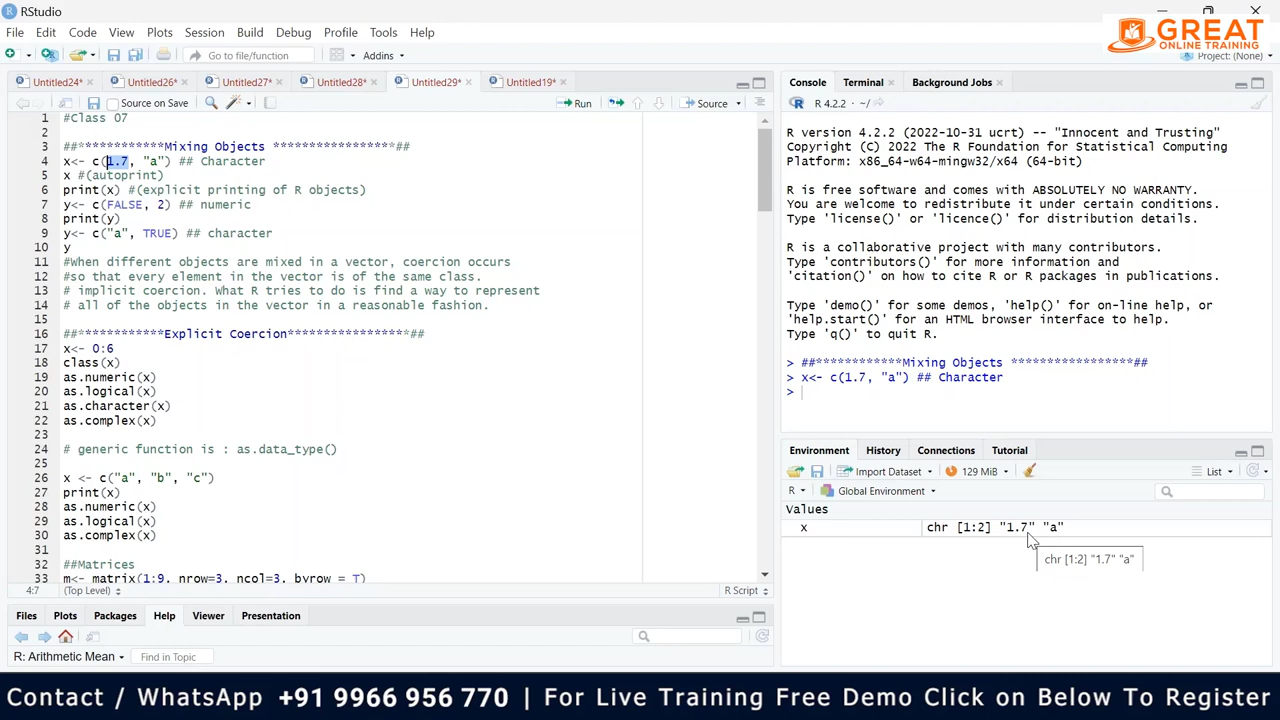 RStudio
File Edit Code View Plots Session Build Debug Profile Tools Help
GREAT
ONLINE TRAINING
Go to file/function
Addins
Project: (None)
Untitled24* Untitled26* Untitled27* Untitled28* Untitled29* Untitled19*
Source on Save
Run
Source
1 #Class 07
2
3 ##************Mixing Objects *****************##
4 x<- c(1.7, "a") ## Character
5 x #(autoprint)
6 print(x) #(explicit printing of R objects)
7 y<- c(FALSE, 2) ## numeric
8 print(y)
9 y<- c("a", TRUE) ## character
10 y
11 #When different objects are mixed in a vector, coercion occurs
12 #so that every element in the vector is of the same class.
13 # implicit coercion. What R tries to do is find a way to represent
14 # all of the objects in the vector in a reasonable fashion.
15
16 ##************Explicit Coercion*****************##
17 x<- 0:6
18 class(x)
19 as.numeric(x)
20 as.logical(x)
21 as.character(x)
22 as.complex(x)
23
24 # generic function is : as.data_type()
25
26 x <- c("a", "b", "c")
27 print(x)
28 as.numeric(x)
29 as.logical(x)
30 as.complex(x)
31
32 ##Matrices
33 m<- matrix(1:9, nrow=3, ncol=3, byrow = T)
4:7 (Top Level) R Script
Files Plots Packages Help Viewer Presentation
R: Arithmetic Mean Find in Topic
Console Terminal Background Jobs
R 4.2.2 · ~/
R version 4.2.2 (2022-10-31 ucrt) -- "Innocent and Trusting"
Copyright (C) 2022 The R Foundation for Statistical Computing
Platform: x86_64-w64-mingw32/x64 (64-bit)
R is free software and comes with ABSOLUTELY NO WARRANTY.
You are welcome to redistribute it under certain conditions.
Type 'license()' or 'licence()' for distribution details.
R is a collaborative project with many contributors.
Type 'contributors()' for more information and
'citation()' on how to cite R or R packages in publications.
Type 'demo()' for some demos, 'help()' for on-line help, or
'help.start()' for an HTML browser interface to help.
Type 'q()' to quit R.
> ##************Mixing Objects *****************##
> x<- c(1.7, "a") ## Character
>
Environment History Connections Tutorial
Import Dataset 129 MiB List
R Global Environment
Values
x chr [1:2] "1.7" "a"
chr [1:2] "1.7" "a"
Contact / WhatsApp +91 9966 956 770 | For Live Training Free Demo Click on Below To Register